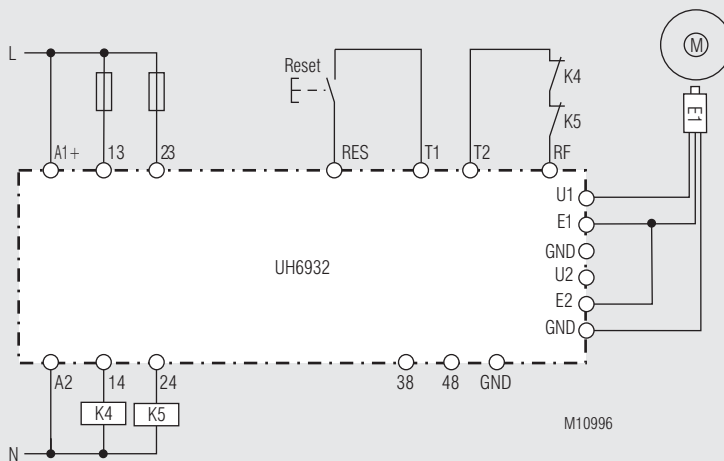 L
Reset
K4
K5
M
E1
A1+
13
23
RES
T1
T2
RF
U1
E1
GND
U2
E2
GND
UH6932
A2
14
24
38
48
GND
K4
K5
M10996
N